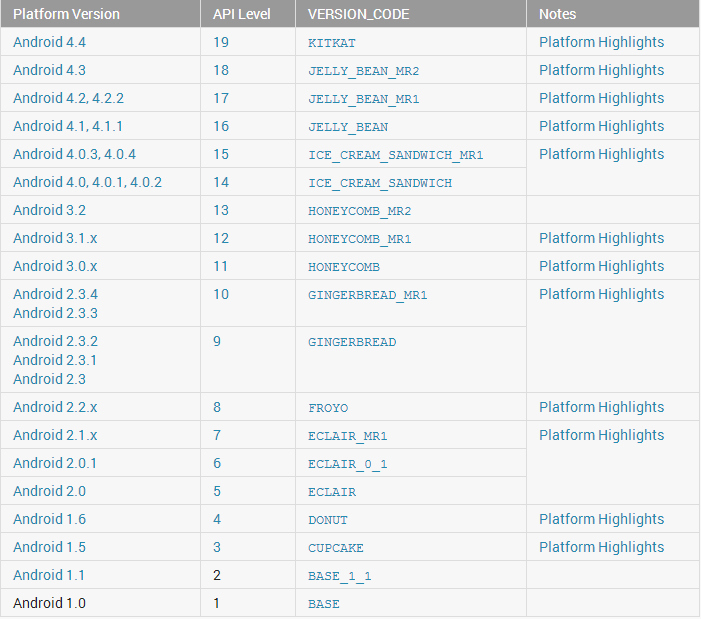 Platform Version API Level VERSION_CODE Notes
Android 4.4 19 KITKAT Platform Highlights
Android 4.3 18 JELLY_BEAN_MR2 Platform Highlights
Android 4.2, 4.2.2 17 JELLY_BEAN_MR1 Platform Highlights
Android 4.1, 4.1.1 16 JELLY_BEAN Platform Highlights
Android 4.0.3, 4.0.4 15 ICE_CREAM_SANDWICH_MR1 Platform Highlights
Android 4.0, 4.0.1, 4.0.2 14 ICE_CREAM_SANDWICH
Android 3.2 13 HONEYCOMB_MR2
Android 3.1.x 12 HONEYCOMB_MR1 Platform Highlights
Android 3.0.x 11 HONEYCOMB Platform Highlights
Android 2.3.4 10 GINGERBREAD_MR1 Platform Highlights
Android 2.3.3
Android 2.3.2 9 GINGERBREAD
Android 2.3.1
Android 2.3
Android 2.2.x 8 FROYO Platform Highlights
Android 2.1.x 7 ECLAIR_MR1 Platform Highlights
Android 2.0.1 6 ECLAIR_0_1
Android 2.0 5 ECLAIR
Android 1.6 4 DONUT Platform Highlights
Android 1.5 3 CUPCAKE Platform Highlights
Android 1.1 2 BASE_1_1
Android 1.0 1 BASE